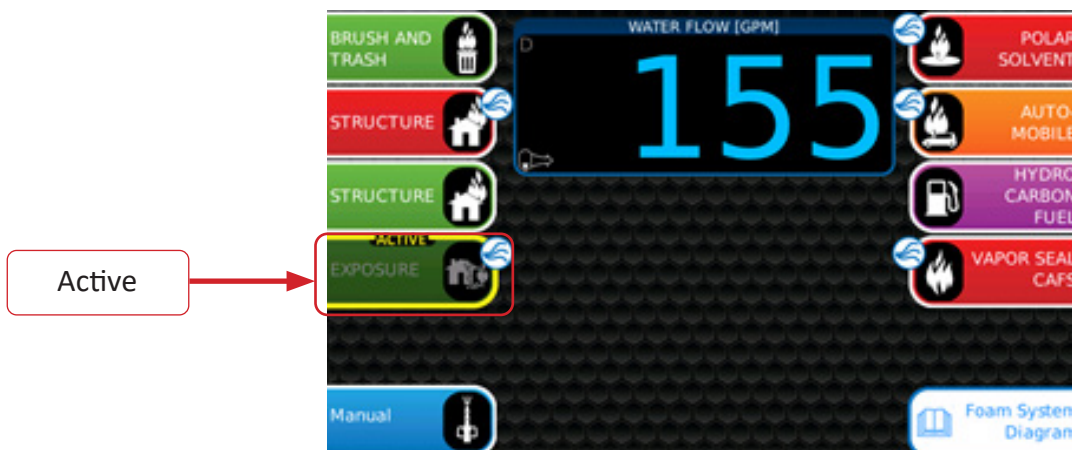 BRUSH AND
TRASH
STRUCTURE
STRUCTURE
ACTIVE
EXPOSURE
Manual
Active
WATER FLOW [GPM]
D
155
POLAR
SOLVENT
AUTO-
MOBILE
HYDRO
CARBON
FUEL
VAPOR SEAL
CAFS
Foam System
Diagram